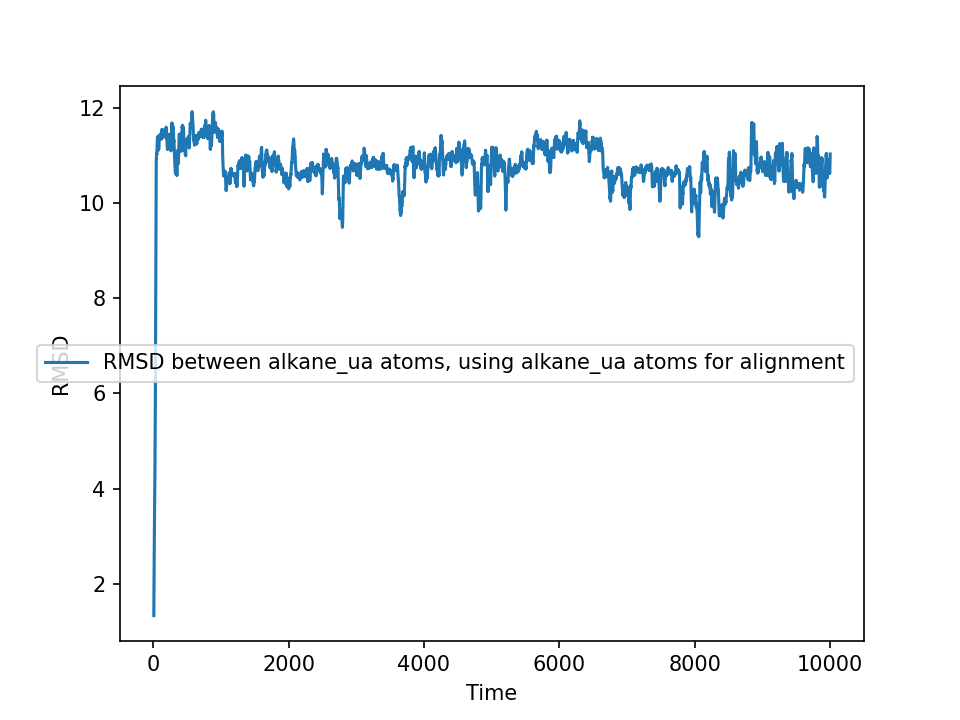 12
10
8
6
4
2
RMSD
RMSD between alkane_ua atoms, using alkane_ua atoms for alignment
0 2000 4000 6000 8000 10000
Time